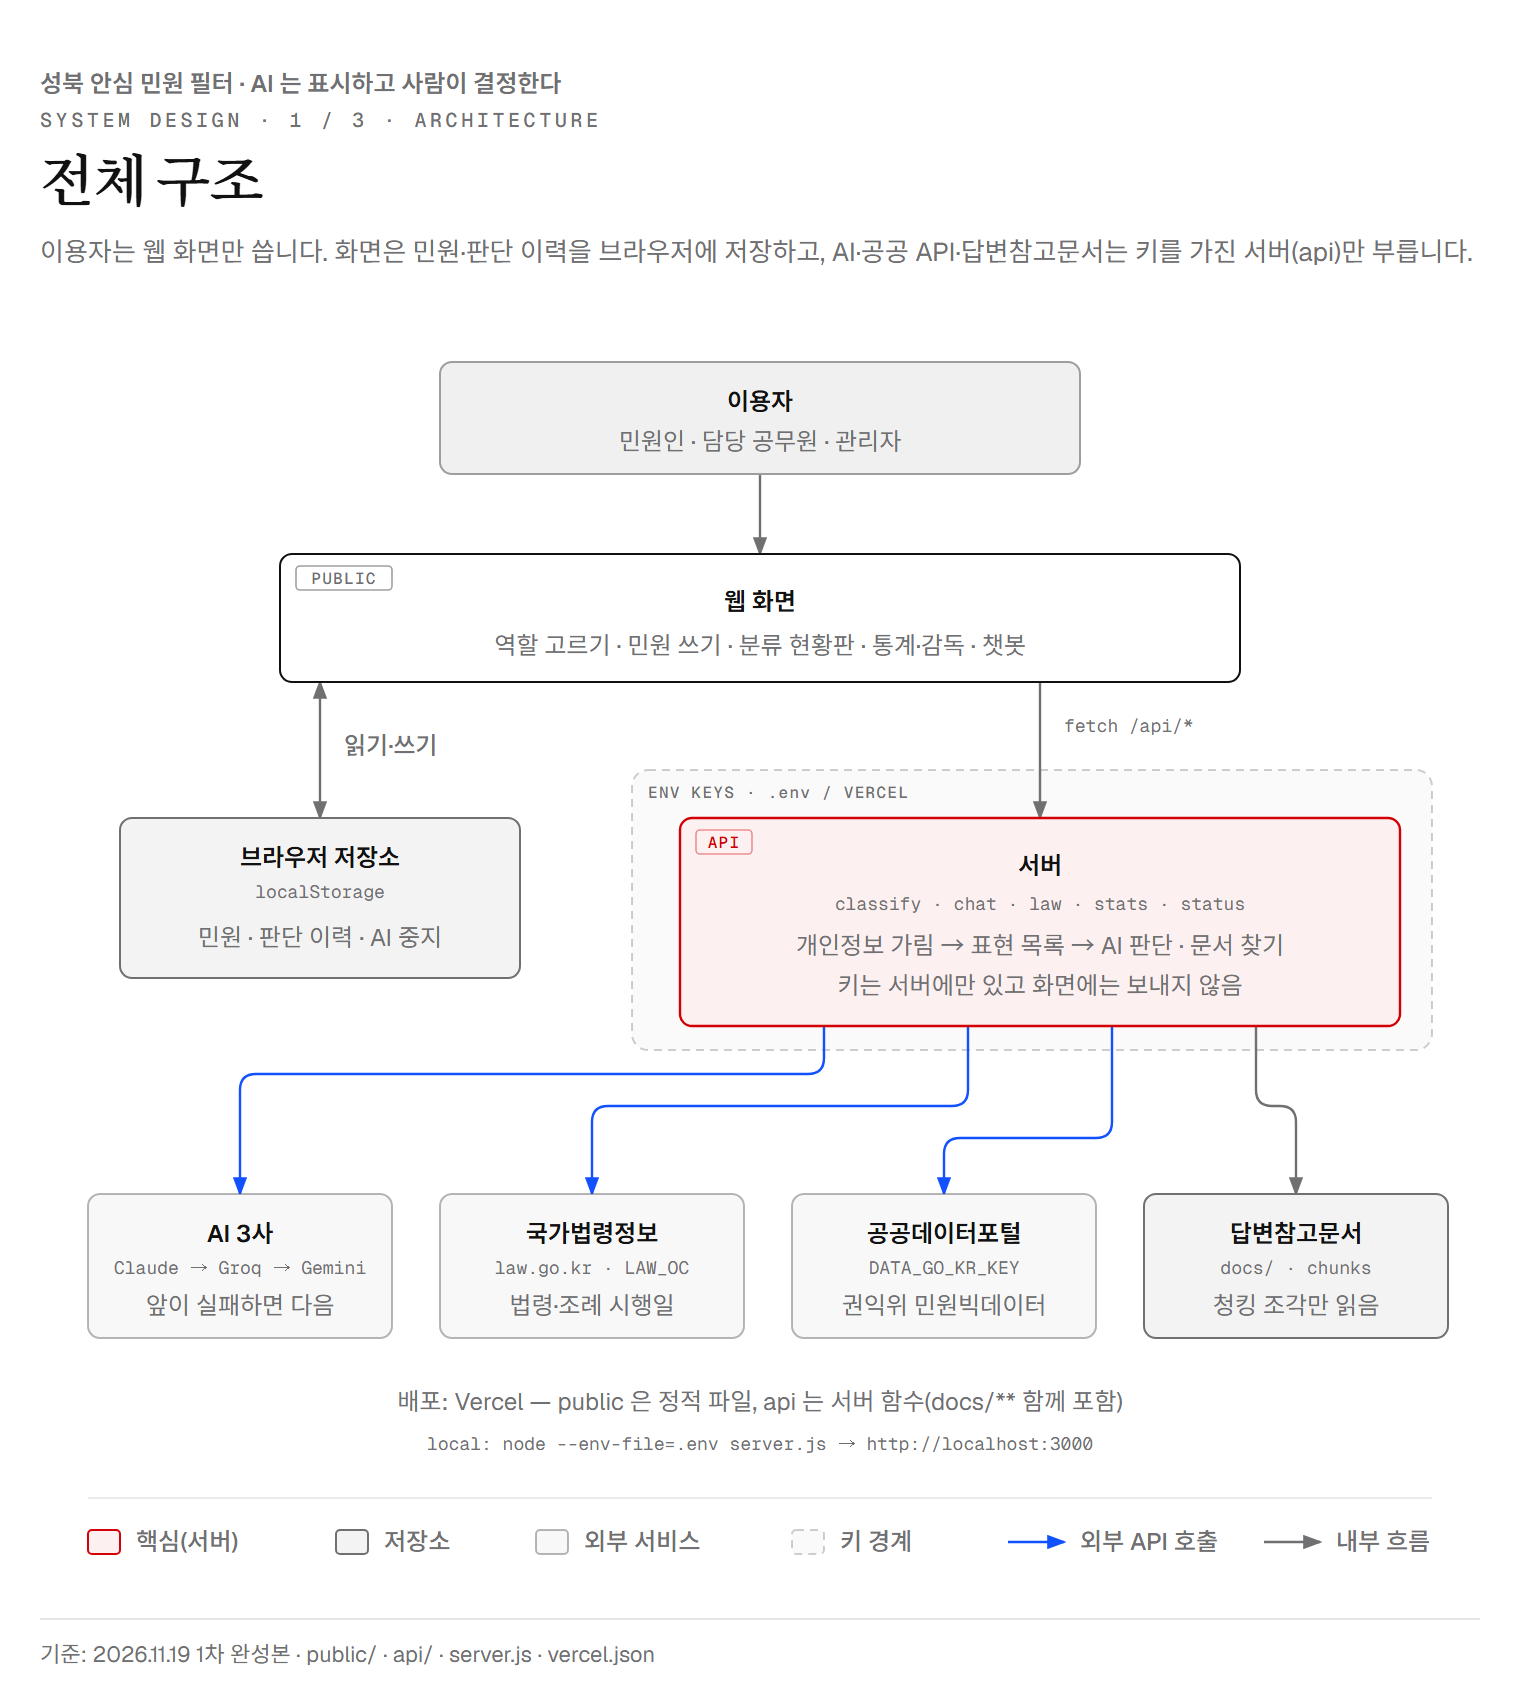 성북 안심 민원 필터 · AI 는 표시하고 사람이 결정한다
SYSTEM DESIGN · 1 / 3 · ARCHITECTURE
전체 구조
이용자는 웹 화면만 씁니다. 화면은 민원·판단 이력을 브라우저에 저장하고, AI·공공 API·답변참고문서는 키를 가진 서버(api)만 부릅니다.
이용자
민원인 · 담당 공무원 · 관리자
PUBLIC
웹 화면
역할 고르기 · 민원 쓰기 · 분류 현황판 · 통계·감독 · 챗봇
읽기·쓰기
fetch /api/*
ENV KEYS · .env / VERCEL
브라우저 저장소
localStorage
민원 · 판단 이력 · AI 중지
API
서버
classify · chat · law · stats · status
개인정보 가림 → 표현 목록 → AI 판단 · 문서 찾기
키는 서버에만 있고 화면에는 보내지 않음
AI 3사
Claude → Groq → Gemini
앞이 실패하면 다음
국가법령정보
law.go.kr · LAW_OC
법령·조례 시행일
공공데이터포털
DATA_GO_KR_KEY
권익위 민원빅데이터
답변참고문서
docs/ · chunks
청킹 조각만 읽음
배포: Vercel — public 은 정적 파일, api 는 서버 함수(docs/** 함께 포함)
local: node --env-file=.env server.js → http://localhost:3000
핵심(서버)
저장소
외부 서비스
키 경계
외부 API 호출
내부 흐름
기준: 2026.11.19 1차 완성본 · public/ · api/ · server.js · vercel.json